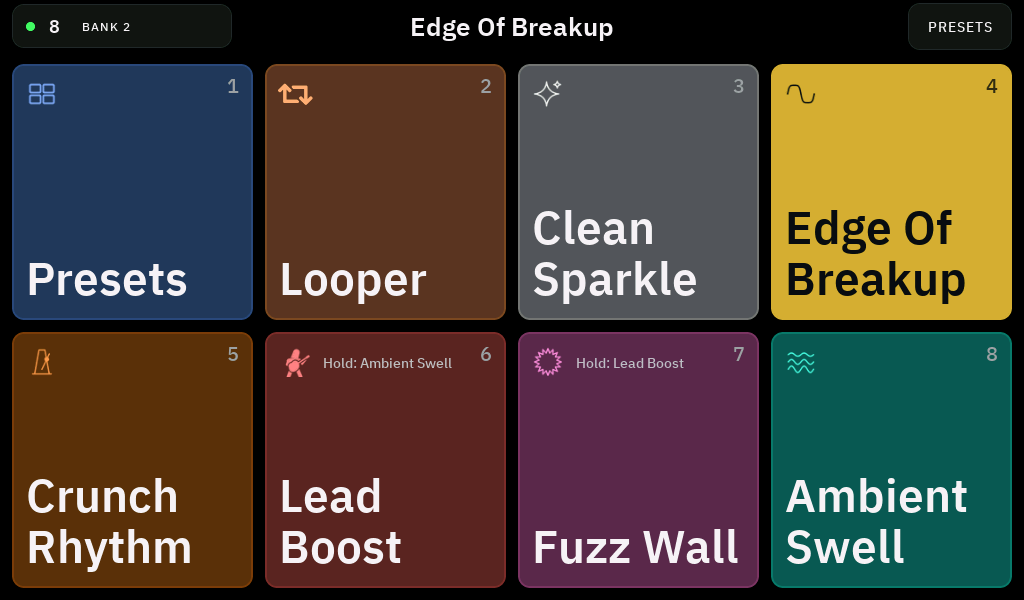 8 BANK 2
Edge Of Breakup
PRESETS
1
Presets
2
Looper
3
Clean
Sparkle
4
Edge Of
Breakup
5
Crunch
Rhythm
Hold: Ambient Swell 6
Lead
Boost
Hold: Lead Boost 7
Fuzz Wall
8
Ambient
Swell